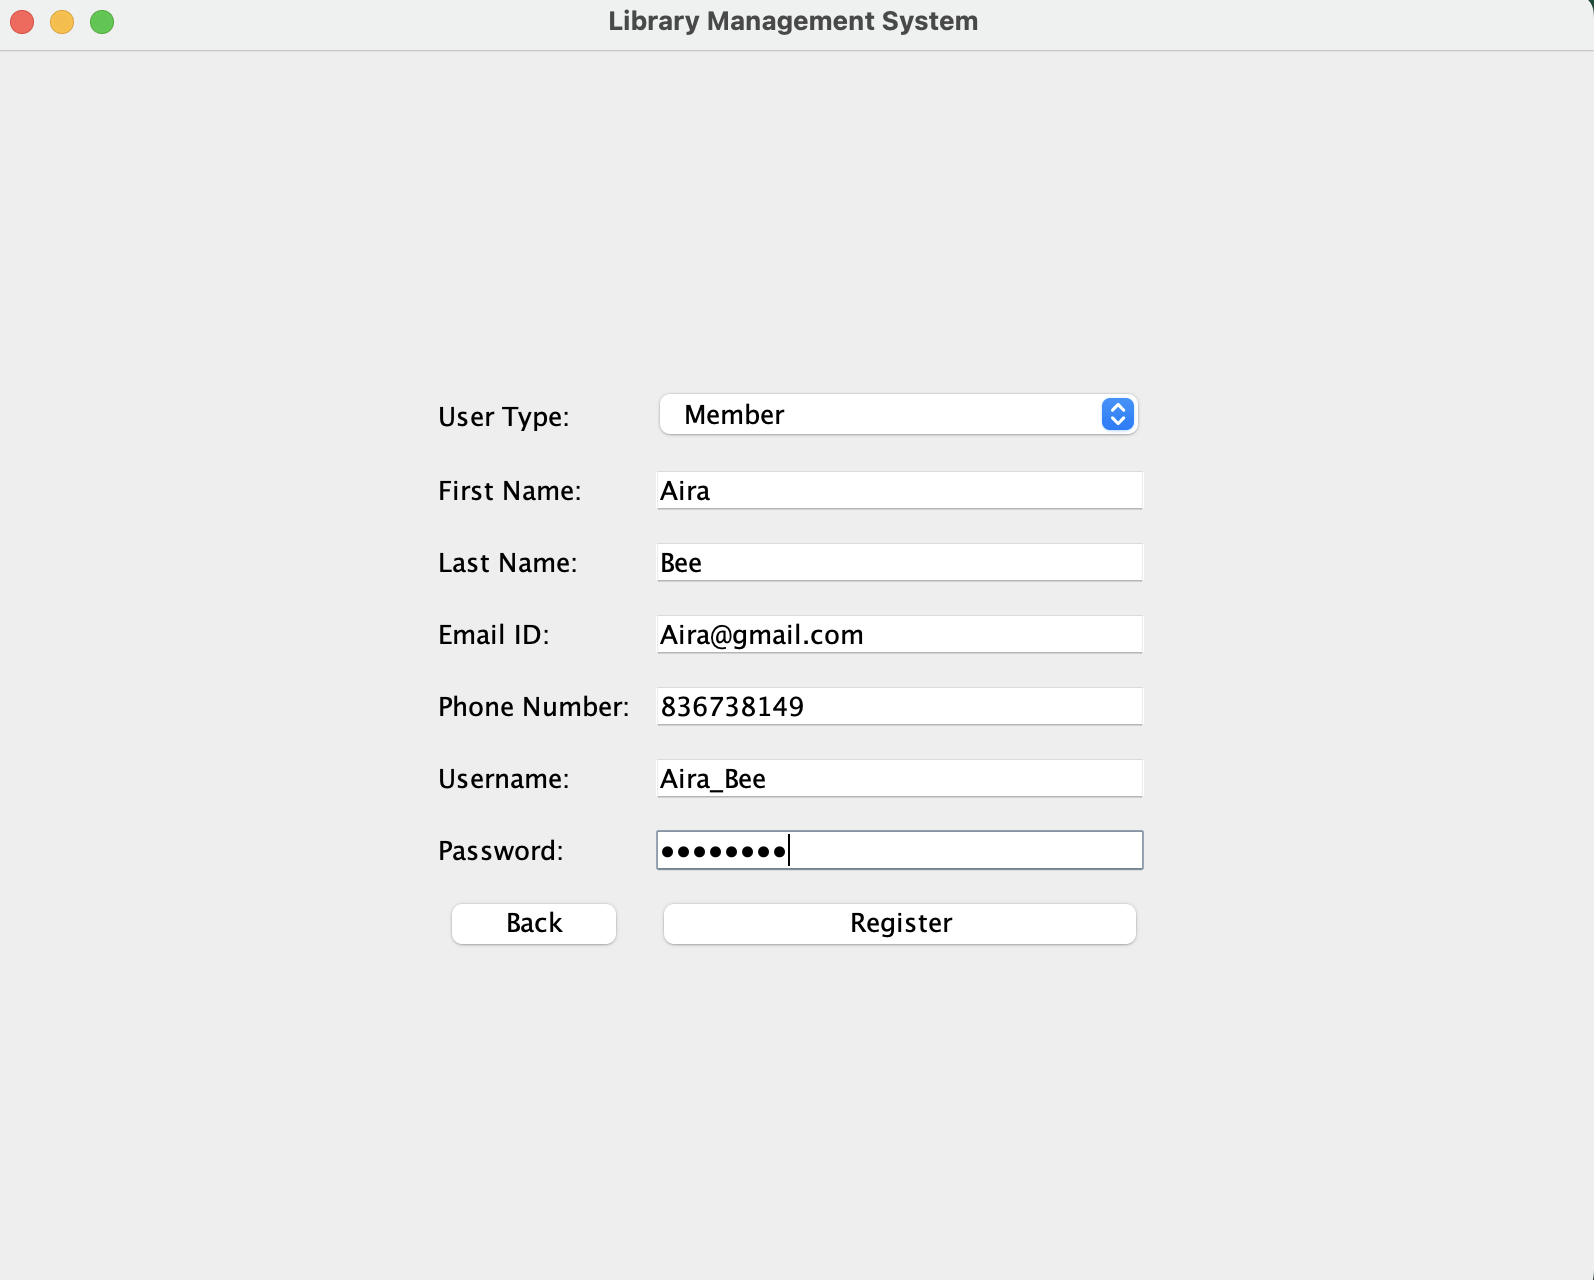 Library Management System
User Type: Member
First Name: Aira
Last Name: Bee
Email ID: Aira@gmail.com
Phone Number: 836738149
Username: Aira_Bee
Password: ••••••••
Back Register